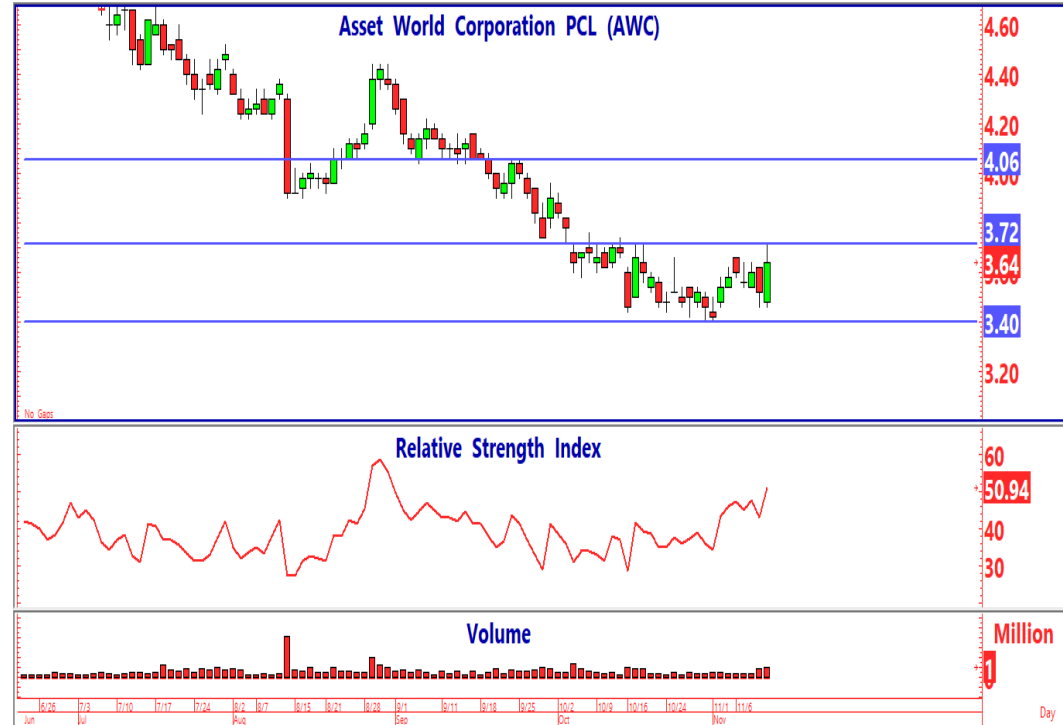 Asset World Corporation PCL (AWC)
4.60
4.40
4.20
4.06
4.00
3.72
3.64
3.40
3.20
No Gaps
Relative Strength Index
60
50.94
40
30
Volume
Million
6/26 7/3 7/10 7/17 7/24 8/2 8/7 8/15 8/21 8/28 9/1 9/11 9/18 9/25 10/2 10/9 10/16 10/24 11/1 11/6
Jun Jul Aug Sep Oct Nov Day